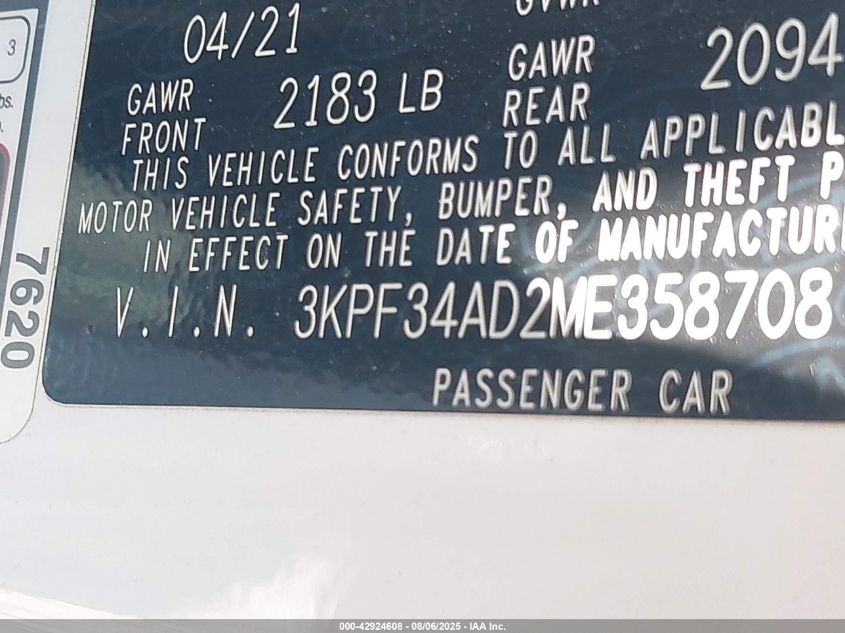 04/21
GAWR FRONT 2183 LB
GAWR REAR 2094
THIS VEHICLE CONFORMS TO ALL APPLICABL
MOTOR VEHICLE SAFETY, BUMPER, AND THEFT P
IN EFFECT ON THE DATE OF MANUFACTUR
V.I.N. 3KPF34AD2ME358708
PASSENGER CAR
7620
3
000-42924608 - 08/06/2025 - IAA Inc.